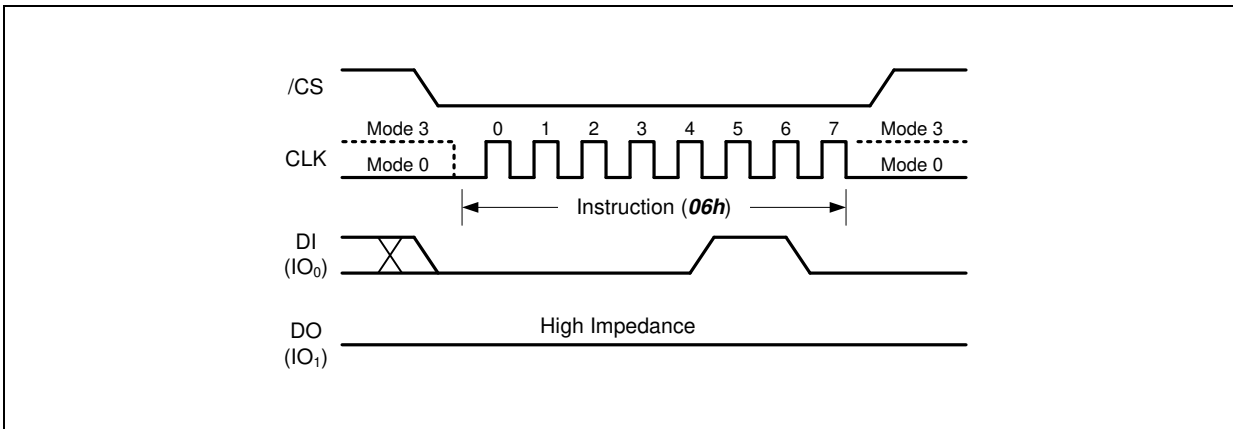 /CS
Mode 3 0 1 2 3 4 5 6 7 Mode 3
CLK
Mode 0 Mode 0
Instruction (06h)
DI
(IO₀)
High Impedance
DO
(IO₁)